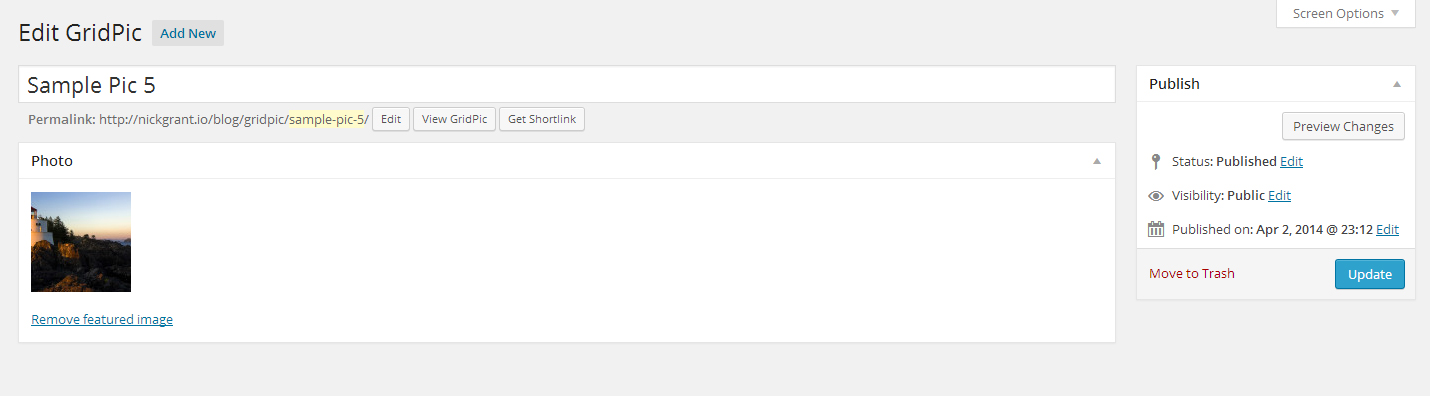 Screen Options
Edit GridPic Add New
Sample Pic 5
Permalink: http://nickgrant.io/blog/gridpic/sample-pic-5/ Edit View GridPic Get Shortlink
Photo
Remove featured image
Publish
Preview Changes
Status: Published Edit
Visibility: Public Edit
Published on: Apr 2, 2014 @ 23:12 Edit
Move to Trash Update